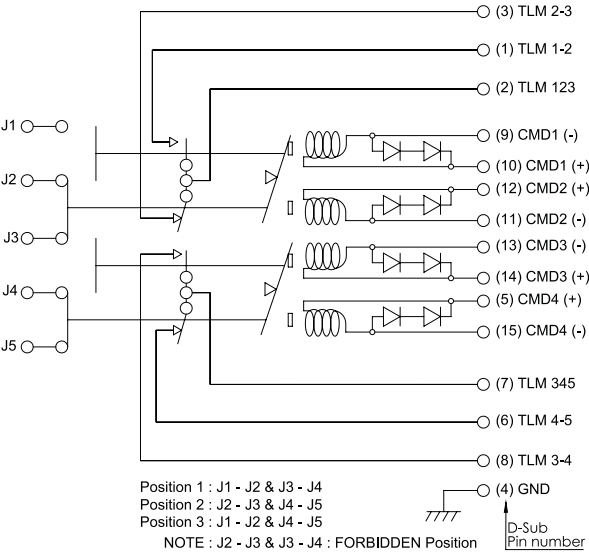 (3) TLM 2-3
(1) TLM 1-2
(2) TLM 123
J1
(9) CMD1 (-)
(10) CMD1 (+)
J2
(12) CMD2 (+)
(11) CMD2 (-)
J3
(13) CMD3 (-)
(14) CMD3 (+)
J4
(5) CMD4 (+)
(15) CMD4 (-)
J5
(7) TLM 345
(6) TLM 4-5
(8) TLM 3-4
(4) GND
Position 1 : J1 - J2 & J3 - J4
Position 2 : J2 - J3 & J4 - J5
Position 3 : J1 - J2 & J4 - J5
NOTE : J2 - J3 & J3 - J4 : FORBIDDEN Position
D-Sub
Pin number